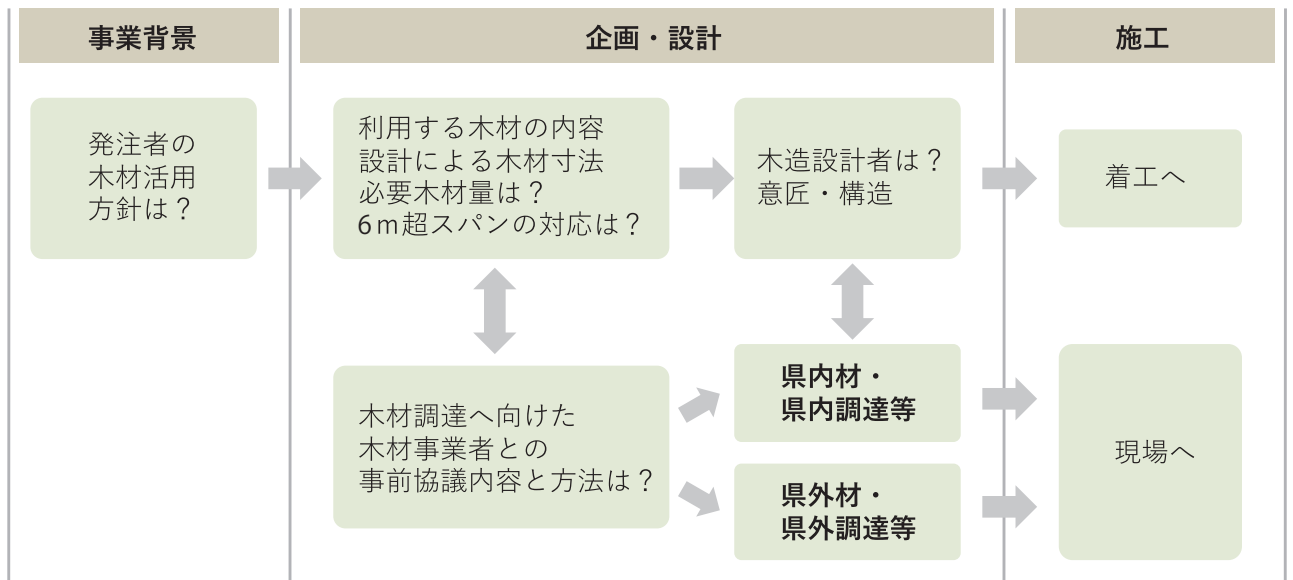 事業背景
企画・設計
施工
発注者の
木材活用
方針は？
利用する木材の内容
設計による木材寸法
必要木材量は？
6m超スパンの対応は？
木造設計者は？
意匠・構造
着工へ
木材調達へ向けた
木材事業者との
事前協議内容と方法は？
県内材・
県内調達等
県外材・
県外調達等
現場へ